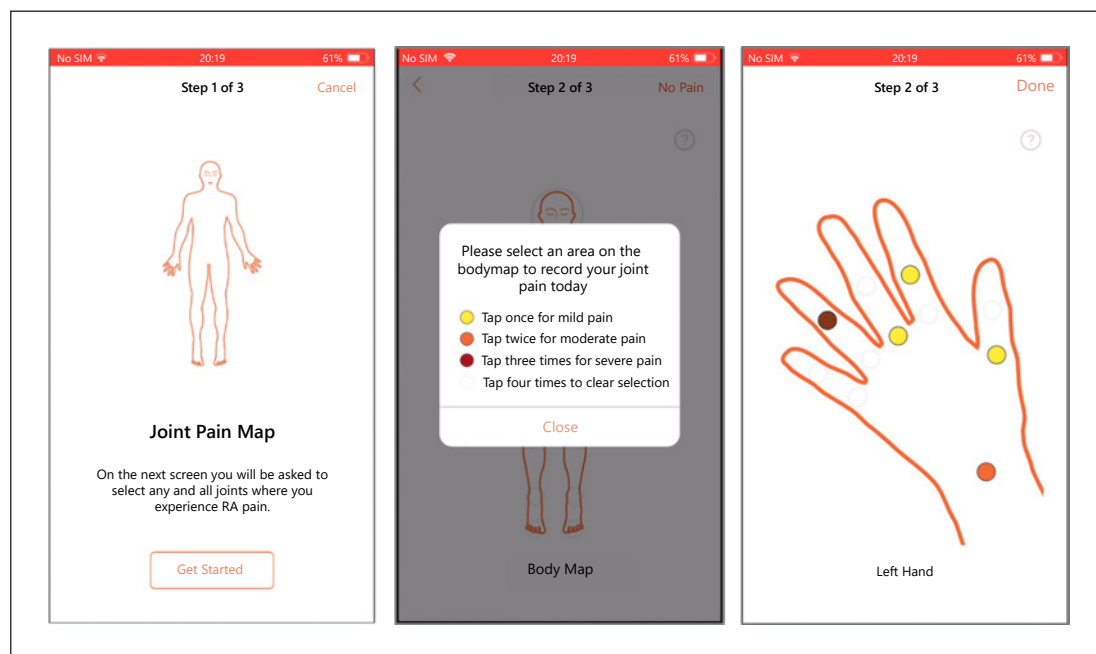 No SIM 20:19 61%
Step 1 of 3 Cancel
Joint Pain Map
On the next screen you will be asked to
select any and all joints where you
experience RA pain.
Get Started
No SIM 20:19 61%
Step 2 of 3 No Pain
?
Please select an area on the
bodymap to record your joint
pain today
Tap once for mild pain
Tap twice for moderate pain
Tap three times for severe pain
Tap four times to clear selection
Close
Body Map
No SIM 20:19 61%
Step 2 of 3 Done
?
Left Hand